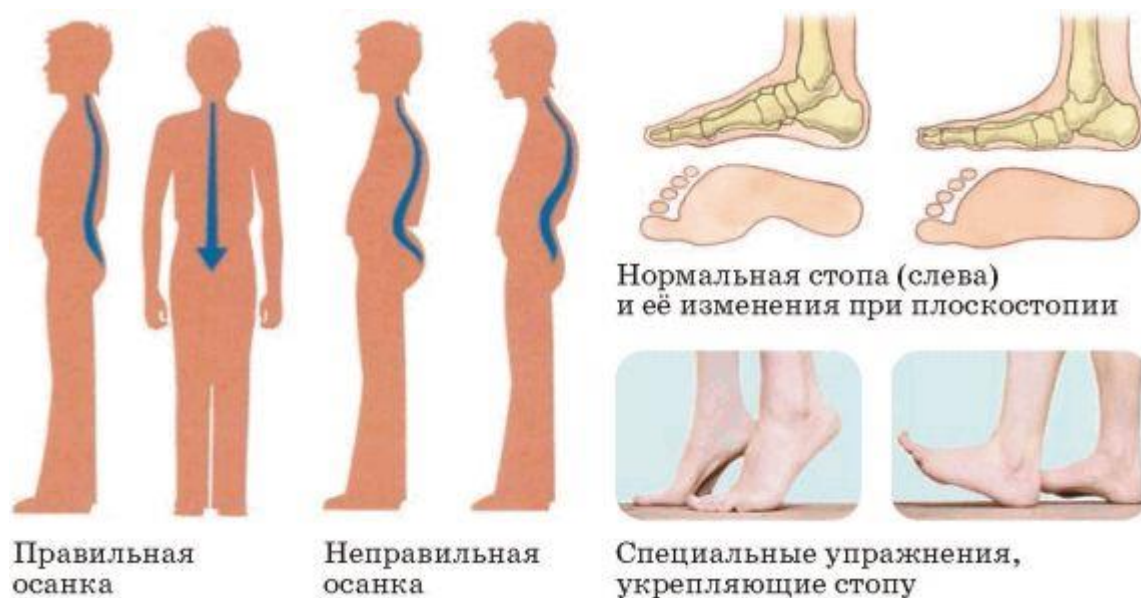 Правильная
осанка
Неправильная
осанка
Нормальная стопа (слева)
и её изменения при плоскостопии
Специальные упражнения,
укрепляющие стопу